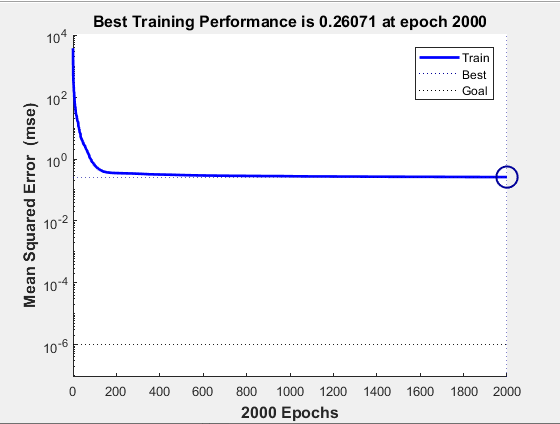 Best Training Performance is 0.26071 at epoch 2000
Mean Squared Error (mse)
10^4
10^2
10^0
10^-2
10^-4
10^-6
Train
Best
Goal
0 200 400 600 800 1000 1200 1400 1600 1800 2000
2000 Epochs